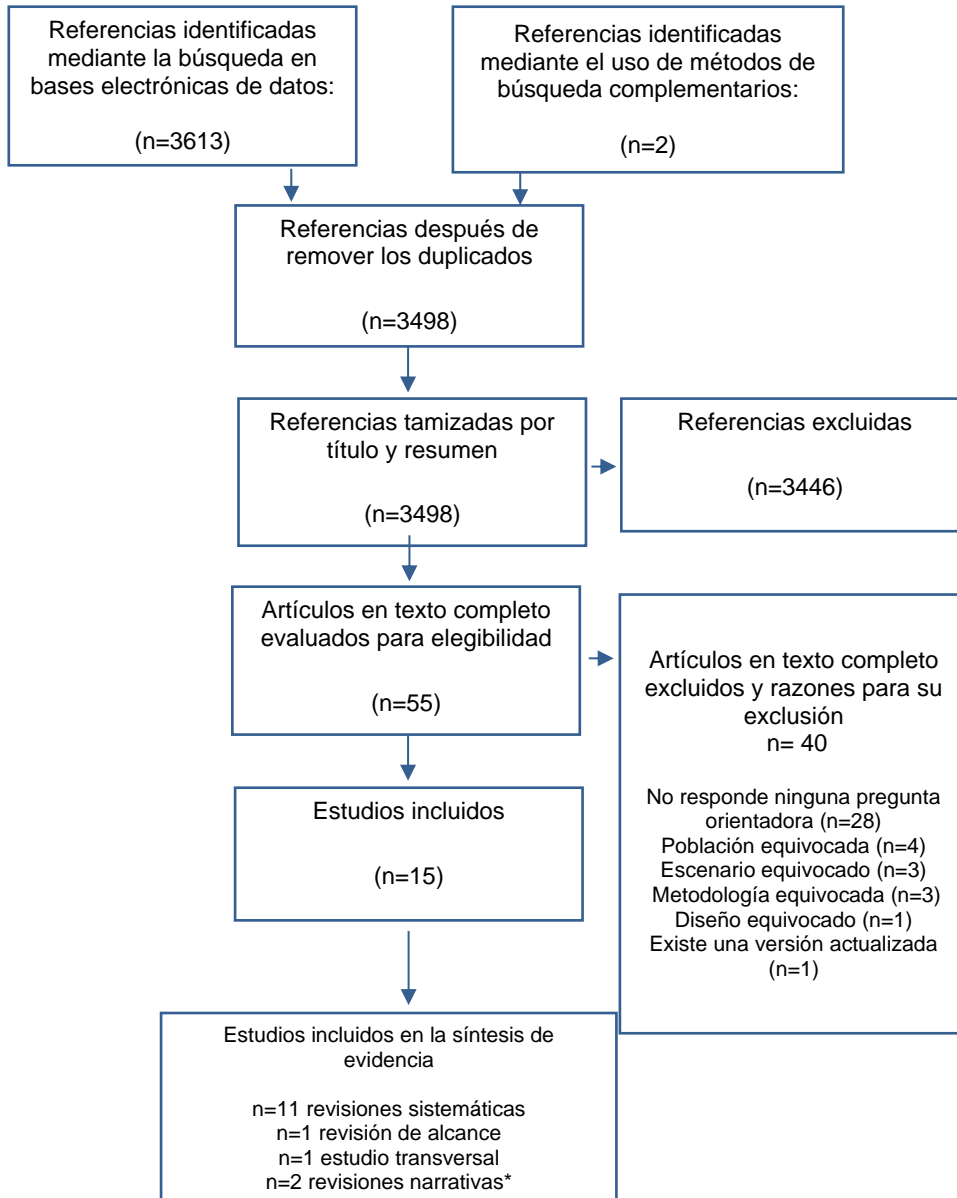 Referencias identificadas
mediante la búsqueda en
bases electrónicas de datos:
(n=3613)
Referencias identificadas
mediante el uso de métodos de
búsqueda complementarios:
(n=2)
Referencias después de
remover los duplicados
(n=3498)
Referencias tamizadas por
título y resumen
(n=3498)
Referencias excluidas
(n=3446)
Artículos en texto completo
evaluados para elegibilidad
(n=55)
Artículos en texto completo
excluidos y razones para su
exclusión
n= 40
No responde ninguna pregunta
orientadora (n=28)
Población equivocada (n=4)
Escenario equivocado (n=3)
Metodología equivocada (n=3)
Diseño equivocado (n=1)
Existe una versión actualizada
(n=1)
Estudios incluidos
(n=15)
Estudios incluidos en la síntesis de
evidencia
n=11 revisiones sistemáticas
n=1 revisión de alcance
n=1 estudio transversal
n=2 revisiones narrativas*